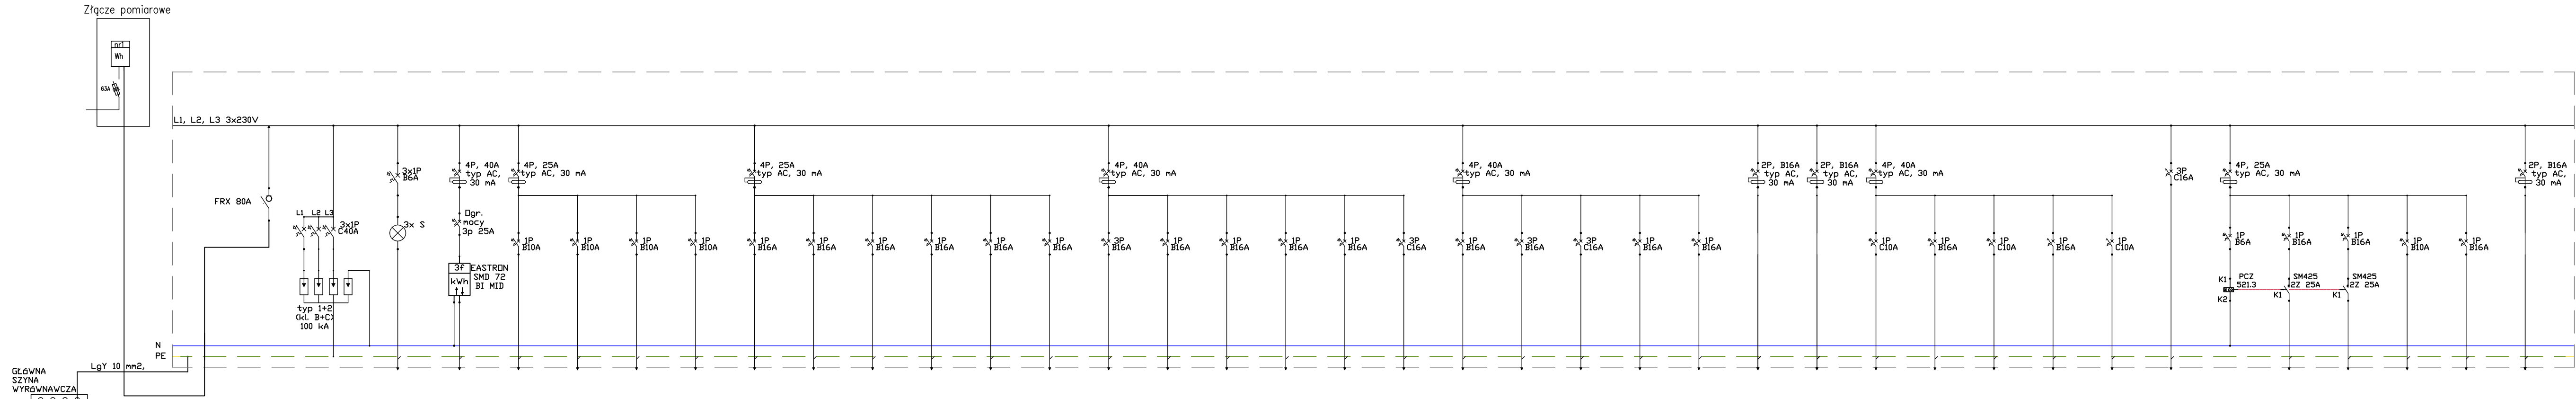 Złącze pomiarowe
nr1
Wh
63A
L1, L2, L3 3x230V
FRX 80A
L1 L2 L3
3x1P
C40A
typ 1+2
(kl. B+C)
100 kA
3x1P
B6A
3x S
4P, 40A
typ AC,
30 mA
Ogr.
mocy
3p 25A
3f
kWh
EASTRON
SMD 72
BI MID
4P, 25A
typ AC, 30 mA
1P
B10A
1P
B10A
1P
B10A
1P
B10A
4P, 25A
typ AC, 30 mA
1P
B16A
1P
B16A
1P
B16A
1P
B16A
1P
B16A
1P
B16A
4P, 40A
typ AC, 30 mA
3P
B16A
1P
B16A
1P
B16A
1P
B16A
1P
B16A
3P
C16A
4P, 40A
typ AC, 30 mA
1P
B16A
3P
B16A
3P
C16A
1P
B16A
1P
B16A
2P, B16A
typ AC,
30 mA
2P, B16A
typ AC,
30 mA
4P, 40A
typ AC, 30 mA
1P
C10A
1P
B16A
1P
C10A
1P
B16A
1P
C10A
3P
C16A
4P, 25A
typ AC, 30 mA
1P
B6A
1P
B16A
1P
B16A
1P
B10A
1P
B16A
K1
PCZ
521.3
K2
SM425
2Z 25A
K1
SM425
2Z 25A
K1
2P, B16A
typ AC,
30 mA
N
PE
LgY 10 mm2,
GŁÓWNA
SZYNA
WYRÓWNAWCZA